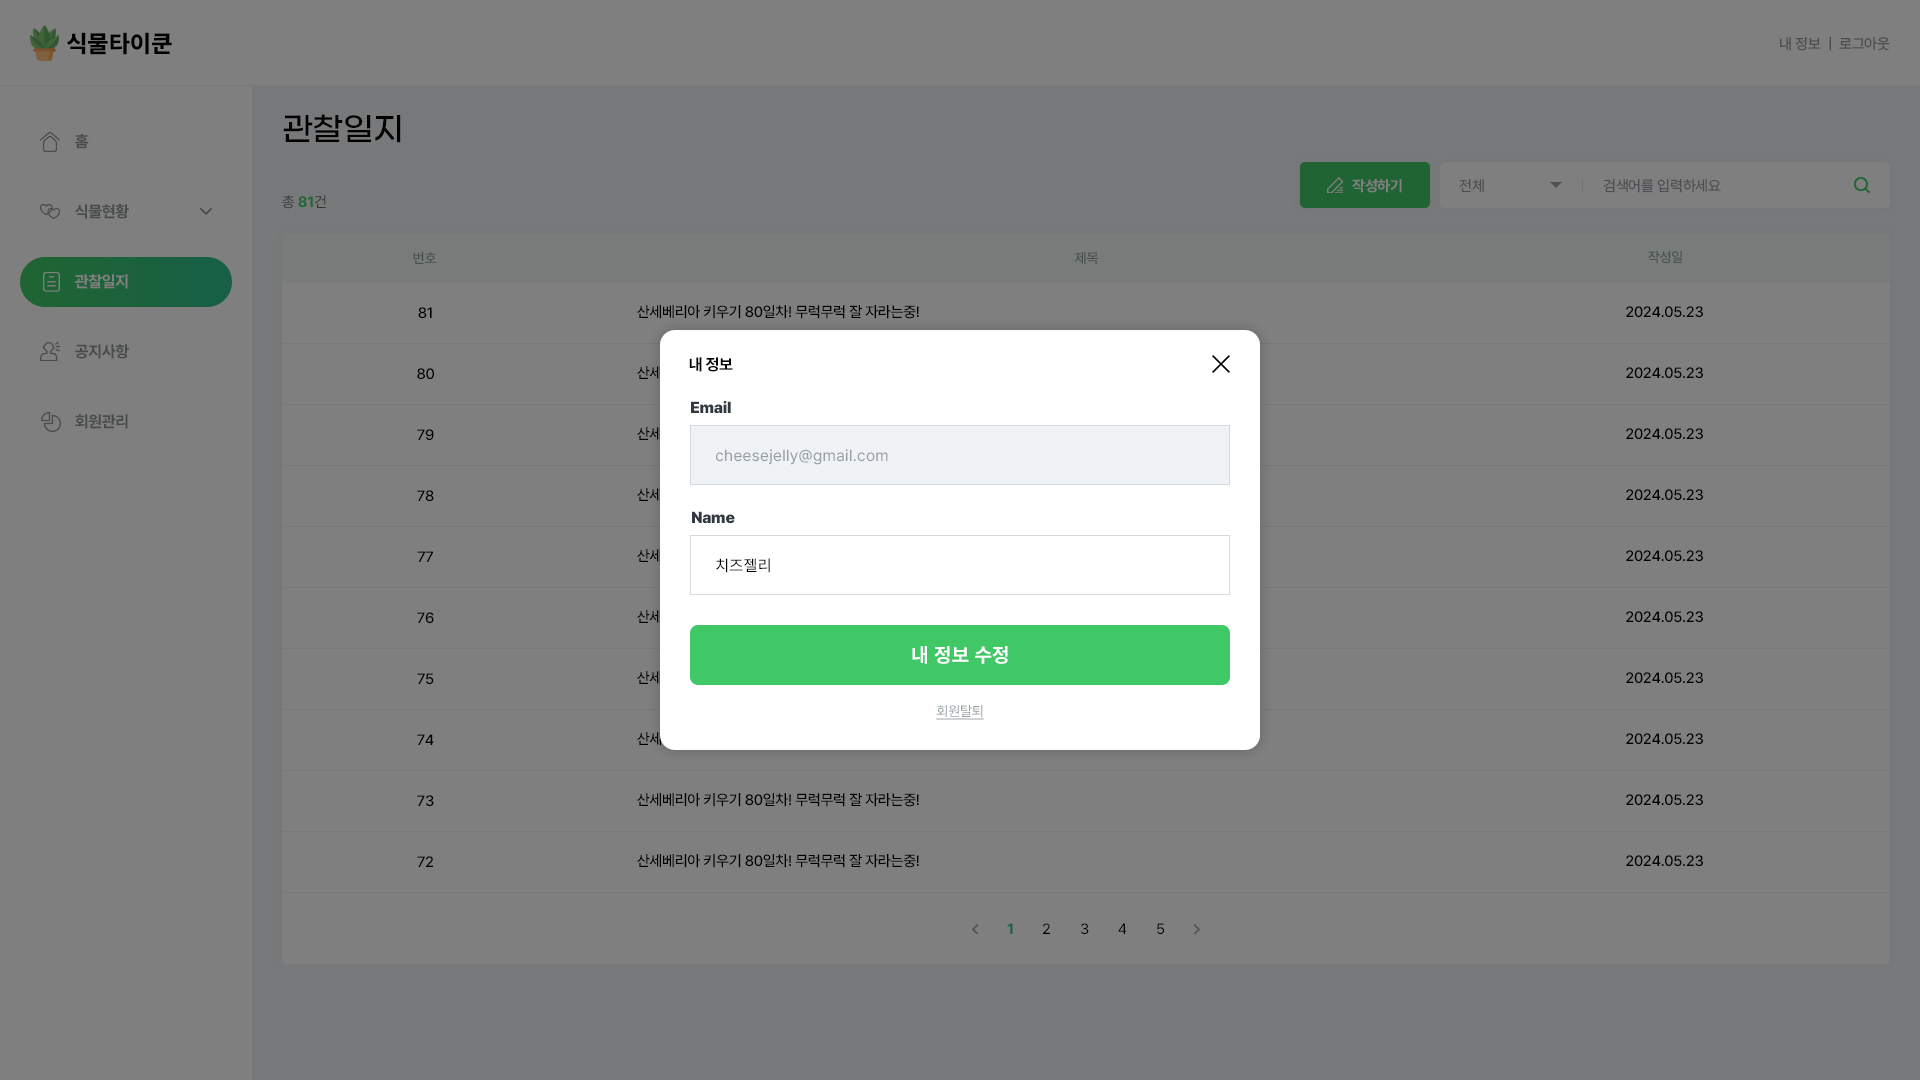 식물타이쿤
내 정보 | 로그아웃
홈
식물현황
관찰일지
공지사항
회원관리
관찰일지
총 81건
작성하기
전체
검색어를 입력하세요
번호 제목 작성일
81 산세베리아 키우기 80일차! 무럭무럭 잘 자라는중! 2024.05.23
80 산세 2024.05.23
79 산세 2024.05.23
78 산세 2024.05.23
77 산세 2024.05.23
76 산세 2024.05.23
75 산세 2024.05.23
74 산세 2024.05.23
73 산세베리아 키우기 80일차! 무럭무럭 잘 자라는중! 2024.05.23
72 산세베리아 키우기 80일차! 무럭무럭 잘 자라는중! 2024.05.23
1 2 3 4 5
내 정보
Email
cheesejelly@gmail.com
Name
치즈젤리
내 정보 수정
회원탈퇴